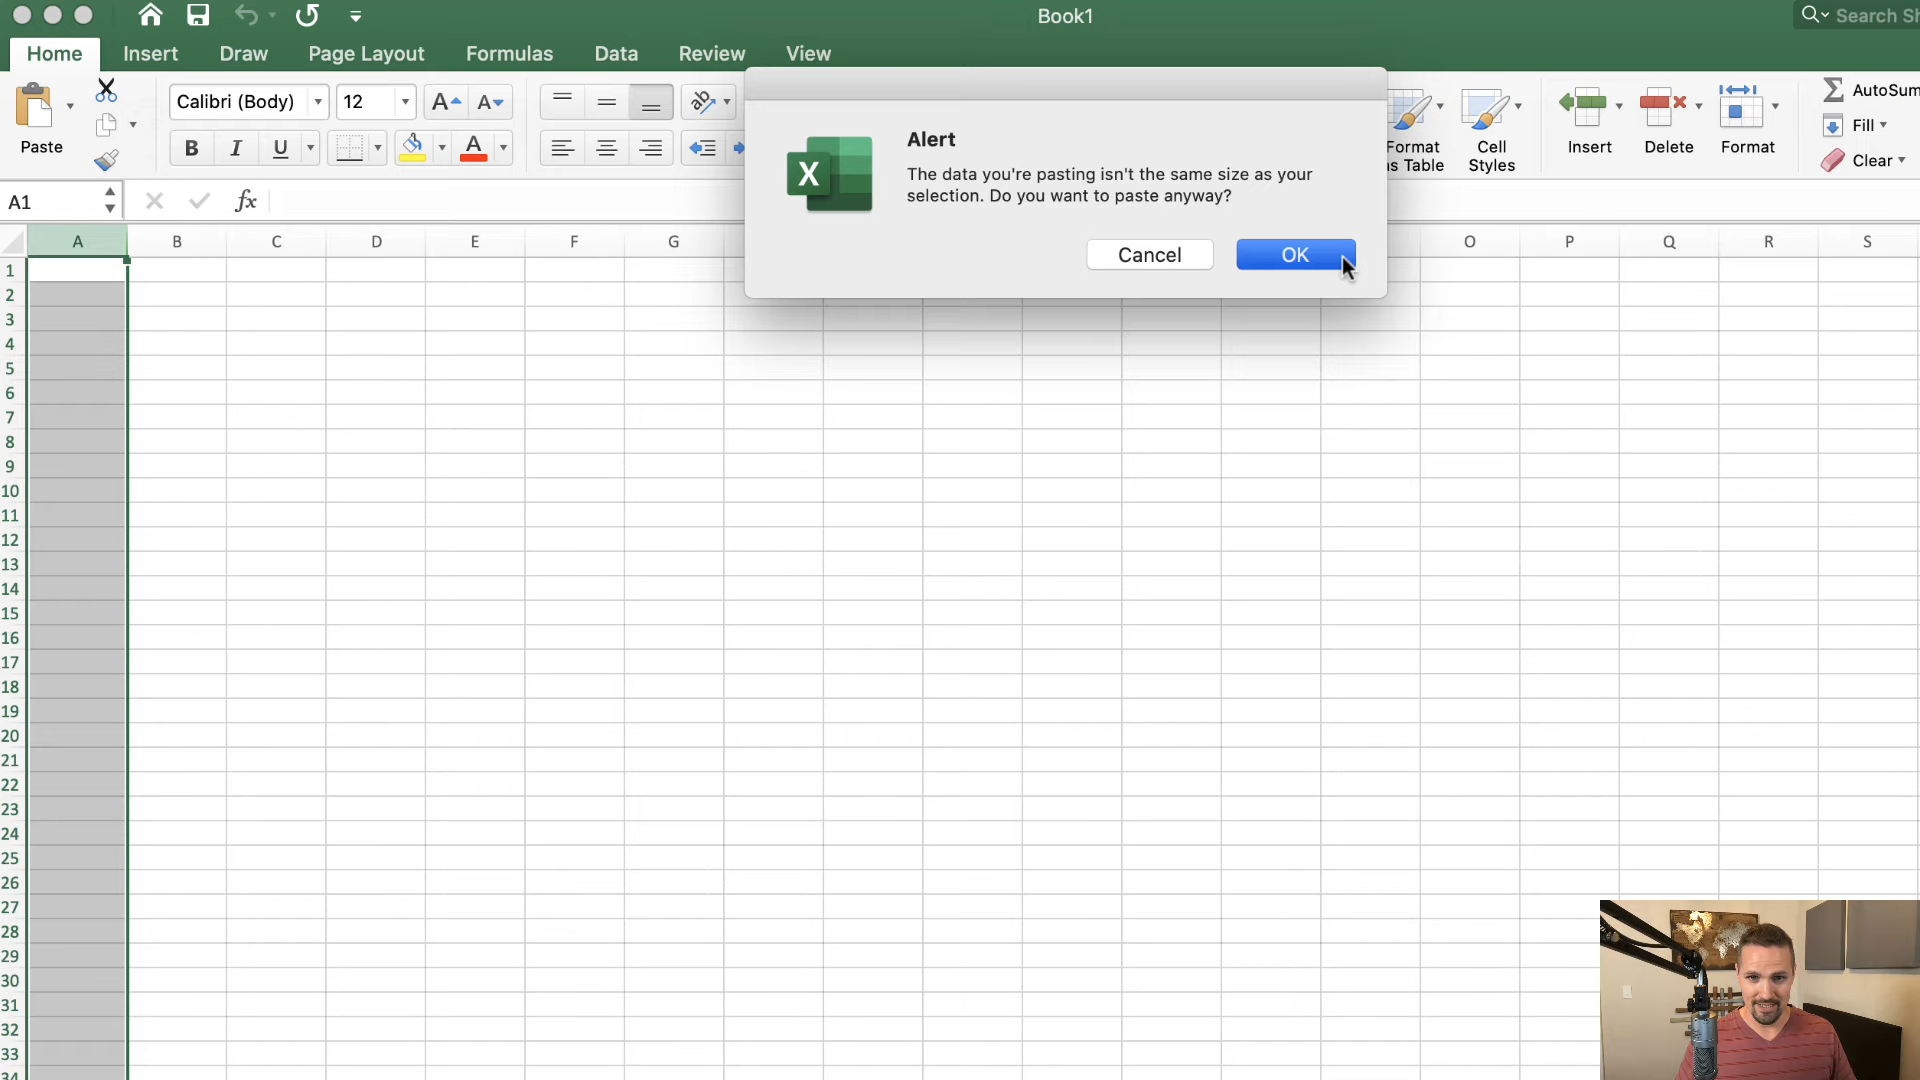 Book1
Search Sh
Home Insert Draw Page Layout Formulas Data Review View
Paste
Calibri (Body) 12 A A
B I U A
ab
Format
as Table
Cell
Styles
Insert
Delete
Format
AutoSum
Fill
Clear
A1
fx
X
Alert
The data you're pasting isn't the same size as your
selection. Do you want to paste anyway?
Cancel OK
A B C D E F G O P Q R S
1
2
3
4
5
6
7
8
9
10
11
12
13
14
15
16
17
18
19
20
21
22
23
24
25
26
27
28
29
30
31
32
33
34